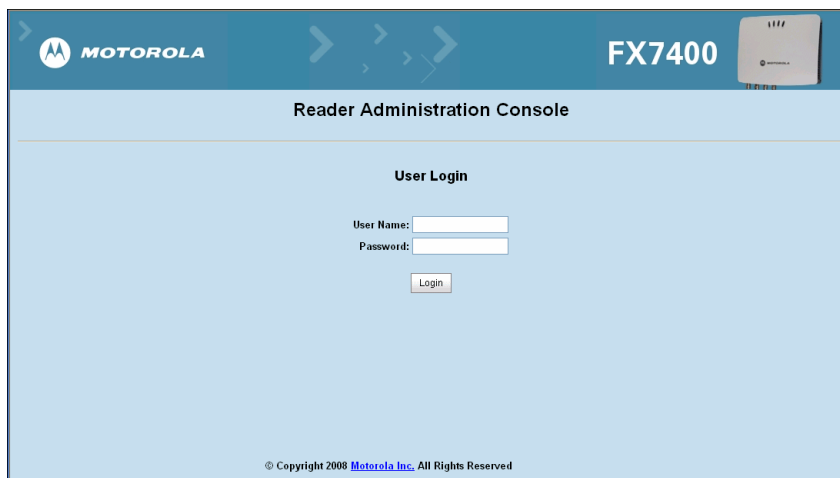 MOTOROLA
FX7400
Reader Administration Console
User Login
User Name:
Password:
Login
© Copyright 2008 Motorola Inc. All Rights Reserved